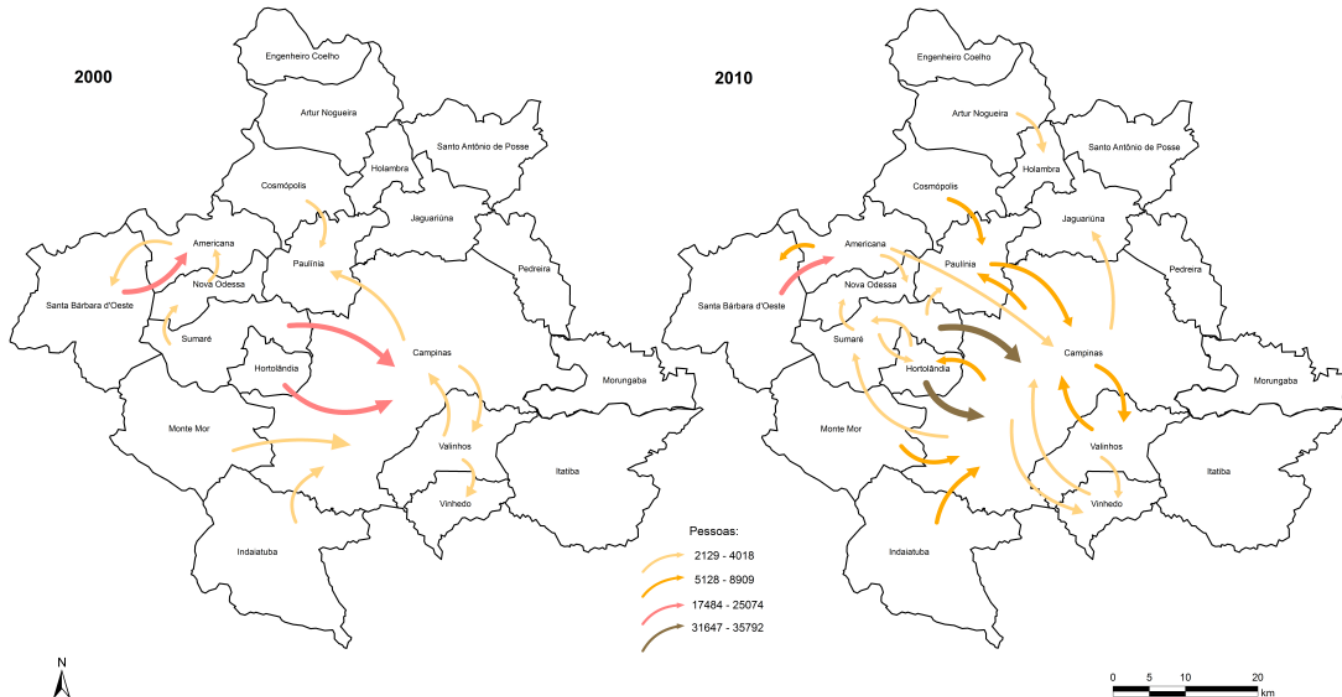 2000
Engenheiro Coelho
Artur Nogueira
Santo Antônio de Posse
Holambra
Cosmópolis
Jaguariúna
Americana
Paulínia
Pedreira
Nova Odessa
Santa Bárbara d'Oeste
Sumaré
Campinas
Hortolândia
Morungaba
Monte Mor
Valinhos
Itatiba
Vinhedo
Indaiatuba
2010
Engenheiro Coelho
Artur Nogueira
Santo Antônio de Posse
Holambra
Cosmópolis
Jaguariúna
Americana
Paulínia
Pedreira
Nova Odessa
Santa Bárbara d'Oeste
Sumaré
Campinas
Hortolândia
Morungaba
Monte Mor
Valinhos
Itatiba
Vinhedo
Indaiatuba
Pessoas:
2129 - 4018
5128 - 8909
17484 - 25074
31647 - 35792
N
0 5 10 20
km